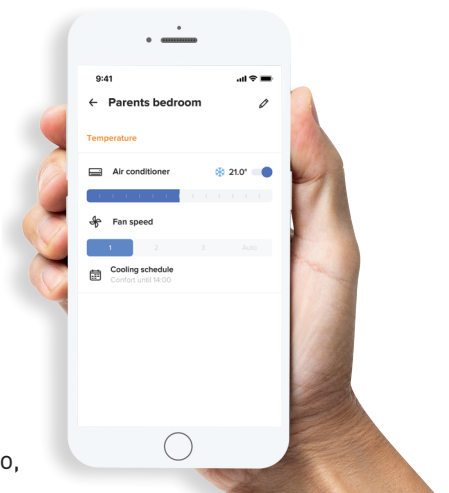 9:41
← Parents bedroom
Temperature
Air conditioner 21.0°
Fan speed
1 2 3 Auto
Cooling schedule
Confort until 14:00
o,